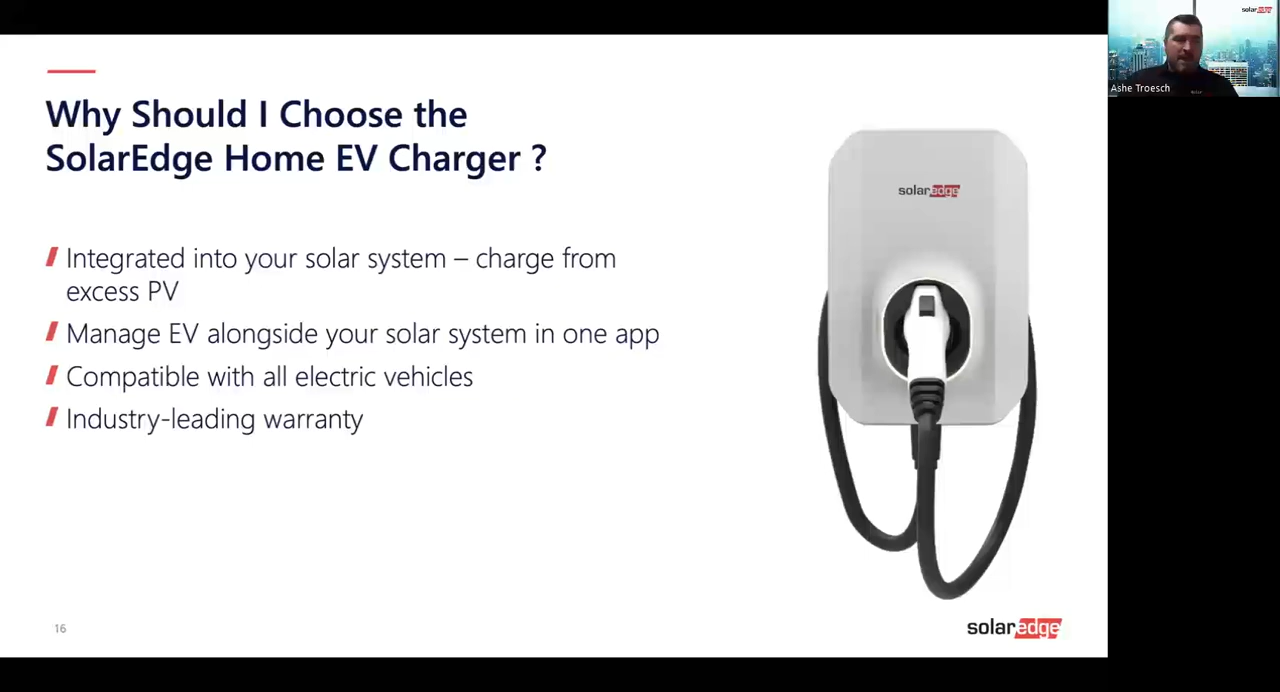 Why Should I Choose the
SolarEdge Home EV Charger ?
Integrated into your solar system – charge from
excess PV
Manage EV alongside your solar system in one app
Compatible with all electric vehicles
Industry-leading warranty
solaredge
16
solaredge
solaredge
Ashe Troesch